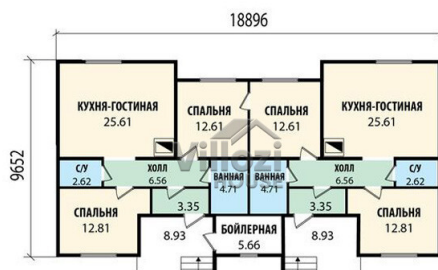 18896
9652
КУХНЯ-ГОСТИНАЯ
25.61
СПАЛЬНЯ
12.61
СПАЛЬНЯ
12.61
КУХНЯ-ГОСТИНАЯ
25.61
Villozi
HOUSE
С/У
2.62
ХОЛЛ
6.56
ВАННАЯ
4.71
ВАННАЯ
4.71
ХОЛЛ
6.56
С/У
2.62
СПАЛЬНЯ
12.81
3.35
8.93
БОЙЛЕРНАЯ
5.66
3.35
8.93
СПАЛЬНЯ
12.81